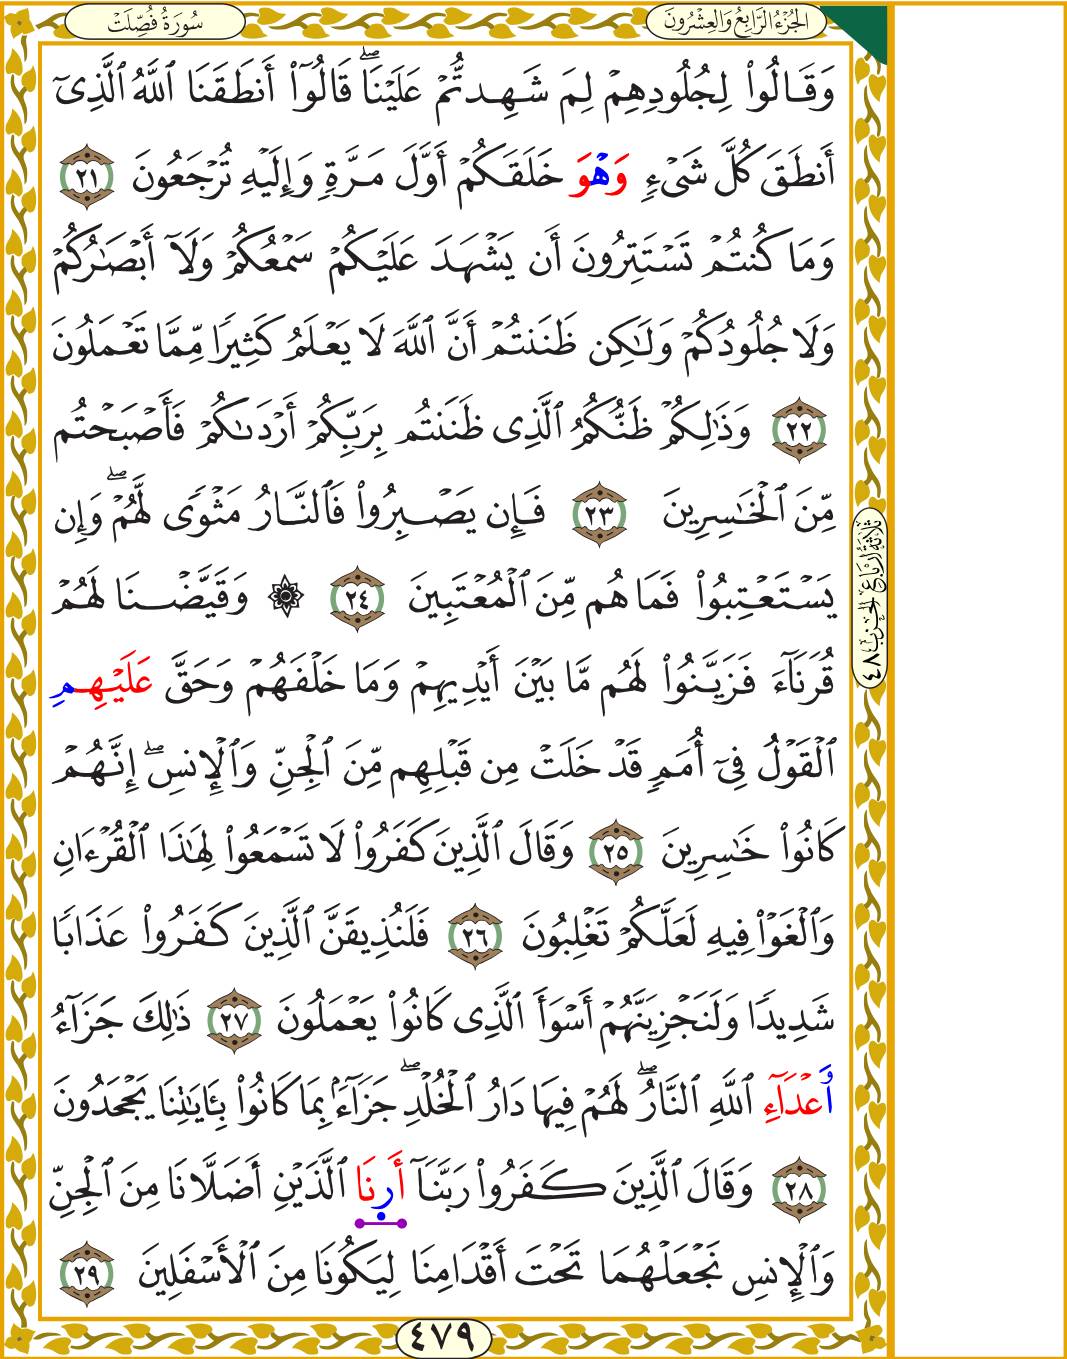 سُورَةُ فُصِّلَتْ
الجُزْءُ الرَّابِعُ وَالعِشْرُونَ
وَقَالُواْ لِجُلُودِهِمْ لِمَ شَهِدتُّمْ عَلَيْنَاۖ قَالُوٓاْ أَنطَقَنَا ٱللَّهُ ٱلَّذِىٓ
أَنطَقَ كُلَّ شَىْءٍ وَهْوَ خَلَقَكُمْ أَوَّلَ مَرَّةٍ وَإِلَيْهِ تُرْجَعُونَ ٢١
وَمَا كُنتُمْ تَسْتَتِرُونَ أَن يَشْهَدَ عَلَيْكُمْ سَمْعُكُمْ وَلَآ أَبْصَٰرُكُمْ
وَلَا جُلُودُكُمْ وَلَٰكِن ظَنَنتُمْ أَنَّ ٱللَّهَ لَا يَعْلَمُ كَثِيرًا مِّمَّا تَعْمَلُونَ
٢٢ وَذَٰلِكُمْ ظَنُّكُمُ ٱلَّذِى ظَنَنتُم بِرَبِّكُمْ أَرْدَىٰكُمْ فَأَصْبَحْتُم
مِّنَ ٱلْخَٰسِرِينَ ٢٣ فَإِن يَصْبِرُواْ فَٱلنَّارُ مَثْوًى لَّهُمْۖ وَإِن
يَسْتَعْتِبُواْ فَمَا هُم مِّنَ ٱلْمُعْتَبِينَ ٢٤ ۞ وَقَيَّضْنَا لَهُمْ
قُرَنَآءَ فَزَيَّنُواْ لَهُم مَّا بَيْنَ أَيْدِيهِمْ وَمَا خَلْفَهُمْ وَحَقَّ عَلَيْهِمِ
ٱلْقَوْلُ فِىٓ أُمَمٍ قَدْ خَلَتْ مِن قَبْلِهِم مِّنَ ٱلْجِنِّ وَٱلْإِنسِۖ إِنَّهُمْ
كَانُواْ خَٰسِرِينَ ٢٥ وَقَالَ ٱلَّذِينَ كَفَرُواْ لَا تَسْمَعُواْ لِهَٰذَا ٱلْقُرْءَانِ
وَٱلْغَوْاْ فِيهِ لَعَلَّكُمْ تَغْلِبُونَ ٢٦ فَلَنُذِيقَنَّ ٱلَّذِينَ كَفَرُواْ عَذَابًا
شَدِيدًا وَلَنَجْزِيَنَّهُمْ أَسْوَأَ ٱلَّذِى كَانُواْ يَعْمَلُونَ ٢٧ ذَٰلِكَ جَزَآءُ
أَعْدَآءِ ٱللَّهِ ٱلنَّارُۖ لَهُمْ فِيهَا دَارُ ٱلْخُلْدِۖ جَزَآءًۢ بِمَا كَانُواْ بِـَٔايَٰتِنَا يَجْحَدُونَ
٢٨ وَقَالَ ٱلَّذِينَ كَفَرُواْ رَبَّنَآ أَرِنَا ٱلَّذَيْنِ أَضَلَّانَا مِنَ ٱلْجِنِّ
وَٱلْإِنسِ نَجْعَلْهُمَا تَحْتَ أَقْدَامِنَا لِيَكُونَا مِنَ ٱلْأَسْفَلِينَ ٢٩
ثَلَاثَةُ أَرْبَاعِ الحِزْب ٤٨
٤٧٩